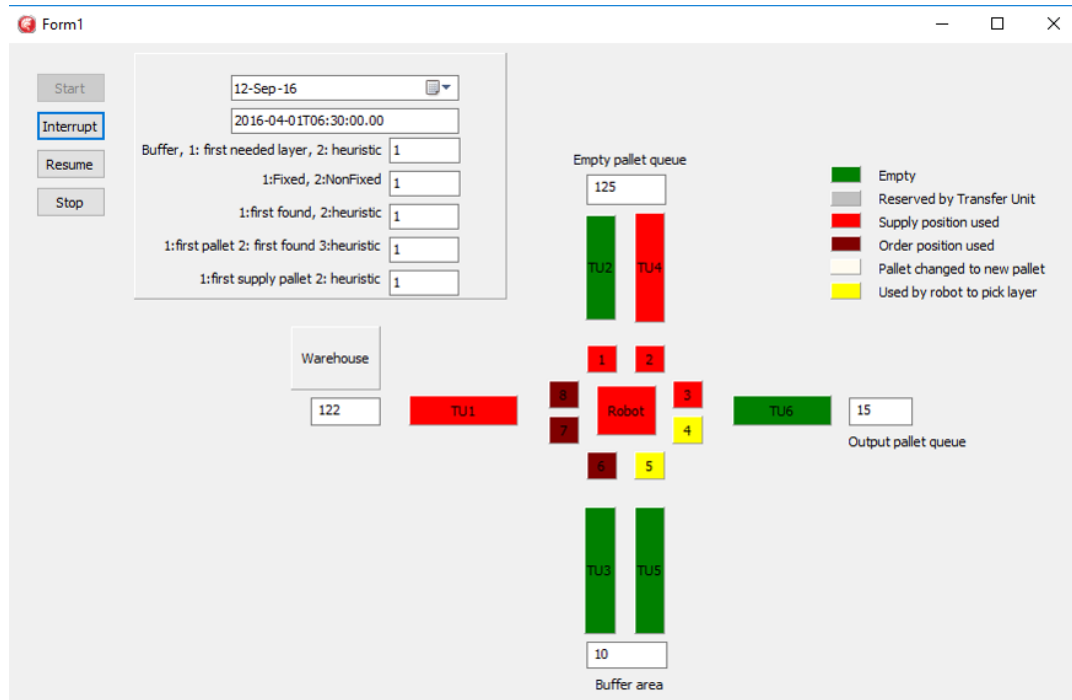 Form1
Start
Interrupt
Resume
Stop
12-Sep-16
2016-04-01T06:30:00.00
Buffer, 1: first needed layer, 2: heuristic 1
1:Fixed, 2:NonFixed 1
1:first found, 2:heuristic 1
1:first pallet 2: first found 3:heuristic 1
1:first supply pallet 2: heuristic 1
Empty pallet queue
125
Empty
Reserved by Transfer Unit
Supply position used
Order position used
Pallet changed to new pallet
Used by robot to pick layer
TU2 TU4
Warehouse
122
TU1
1 2
8 Robot 3
7 4
6 5
TU6
15
Output pallet queue
TU3 TU5
10
Buffer area